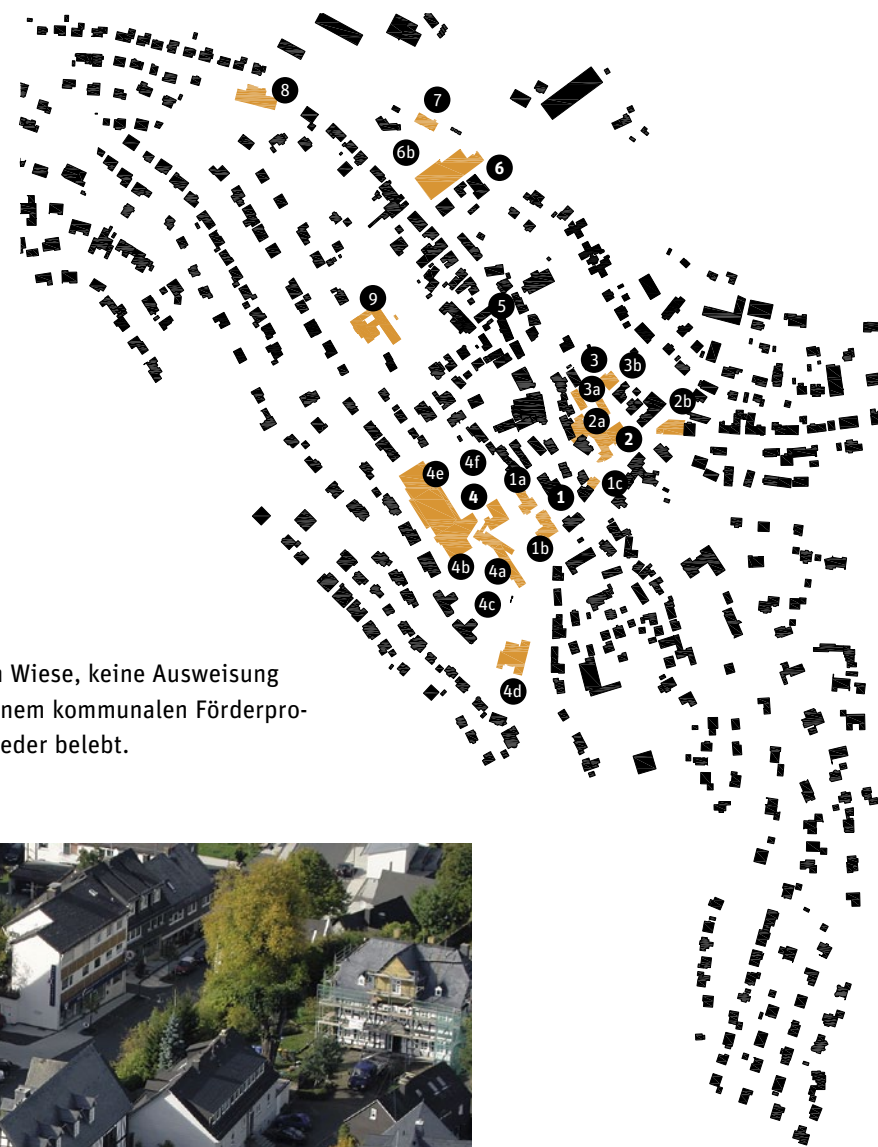 8
7
6b
6
9
5
3
3b
3a
2b
2a
2
4f
4e
1a
1c
4
1
1b
4b
4a
4c
4d
n Wiese, keine Ausweisung
nem kommunalen Förderpro-
eder belebt.